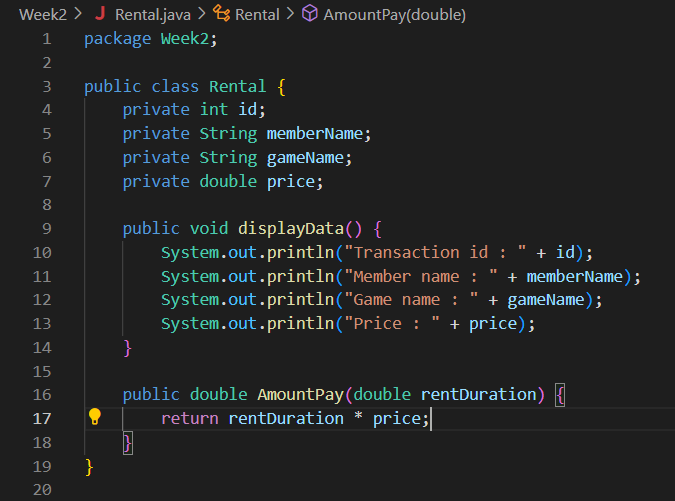 Week2 > J Rental.java > Rental > AmountPay(double)
1 package Week2;
2
3 public class Rental {
4     private int id;
5     private String memberName;
6     private String gameName;
7     private double price;
8
9     public void displayData() {
10         System.out.println("Transaction id : " + id);
11         System.out.println("Member name : " + memberName);
12         System.out.println("Game name : " + gameName);
13         System.out.println("Price : " + price);
14     }
15
16     public double AmountPay(double rentDuration) {
17         return rentDuration * price;
18     }
19 }
20